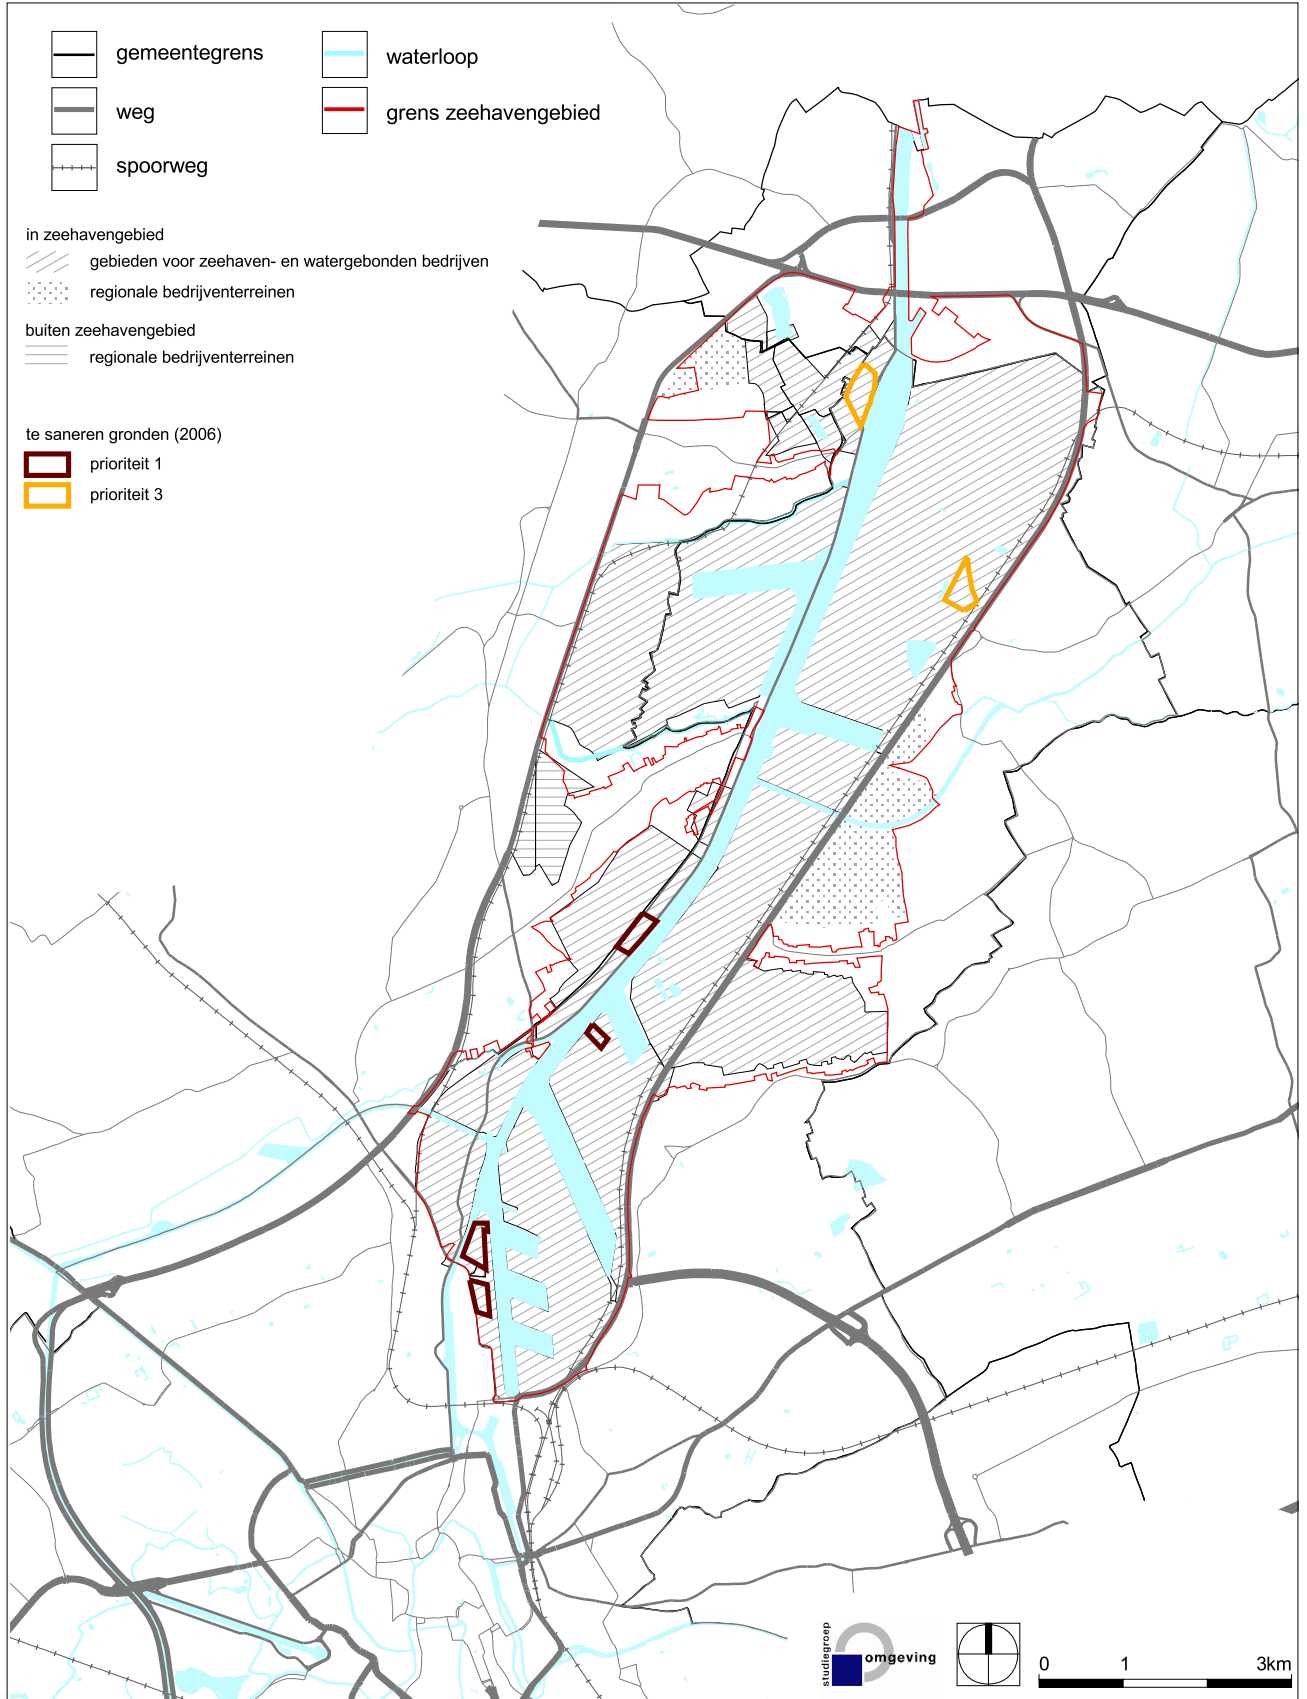 gemeentegrens
waterloop
weg
grens zeehavengebied
spoorweg
in zeehavengebied
gebieden voor zeehaven- en watergebonden bedrijven
regionale bedrijventerreinen
buiten zeehavengebied
regionale bedrijventerreinen
te saneren gronden (2006)
prioriteit 1
prioriteit 3
studiegroep
omgeving
0 1 3km